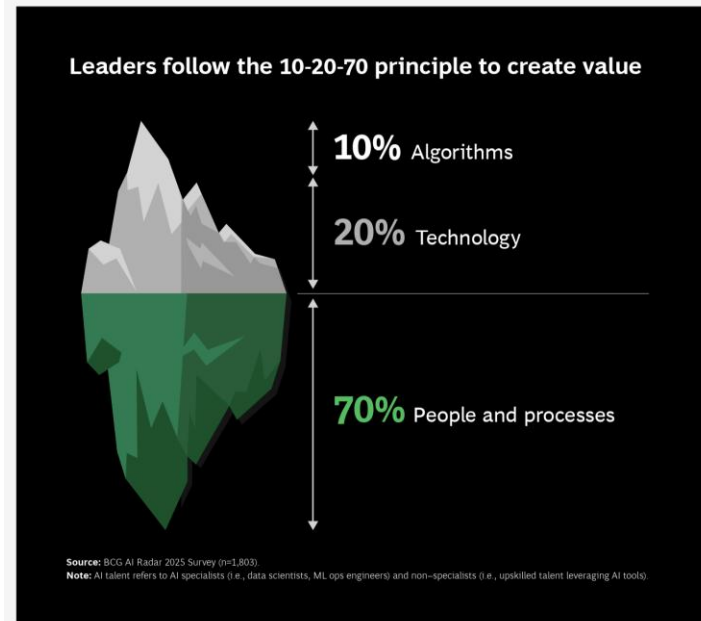 Leaders follow the 10-20-70 principle to create value
10% Algorithms
20% Technology
70% People and processes
Source: BCG AI Radar 2025 Survey (n=1,803).
Note: AI talent refers to AI specialists (i.e., data scientists, ML ops engineers) and non-specialists (i.e., upskilled talent leveraging AI tools).